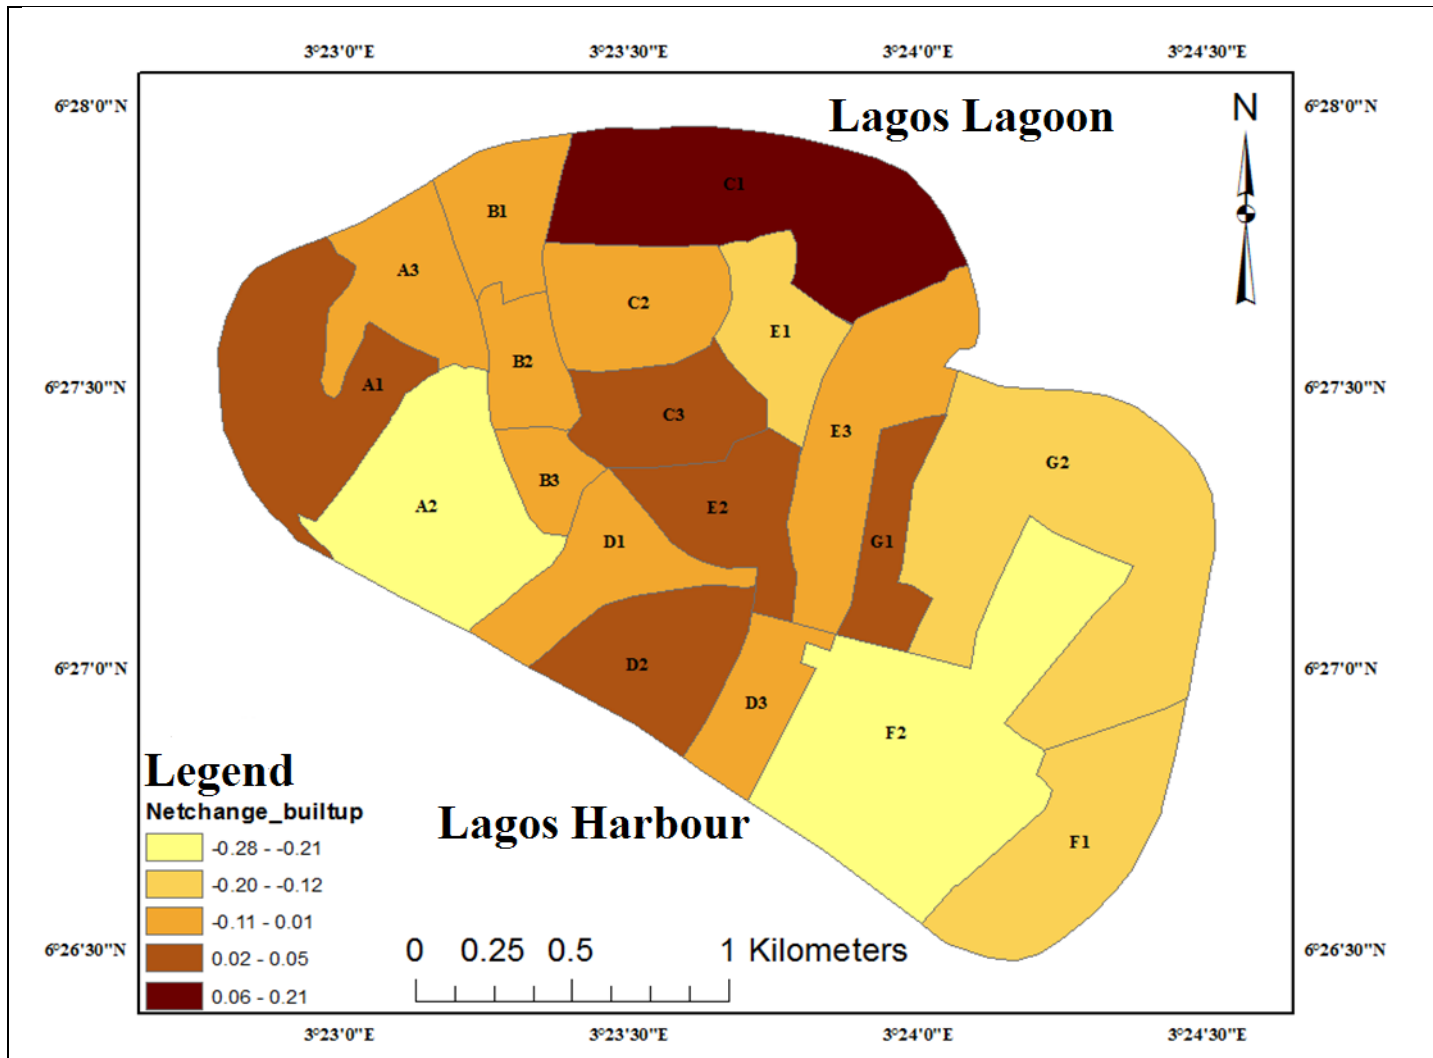 3°23'0"E 3°23'30"E 3°24'0"E 3°24'30"E
6°28'0"N 6°28'0"N
Lagos Lagoon
N
C1
B1
A3
C2
E1
B2
6°27'30"N 6°27'30"N
A1
C3
E3
G2
B3
A2
E2
D1
G1
6°27'0"N 6°27'0"N
D2
D3
F2
Legend
Netchange_builtup
Lagos Harbour
F1
-0.28 - -0.21
-0.20 - -0.12
-0.11 - 0.01
0.02 - 0.05
0.06 - 0.21
6°26'30"N 6°26'30"N
0 0.25 0.5 1 Kilometers
3°23'0"E 3°23'30"E 3°24'0"E 3°24'30"E